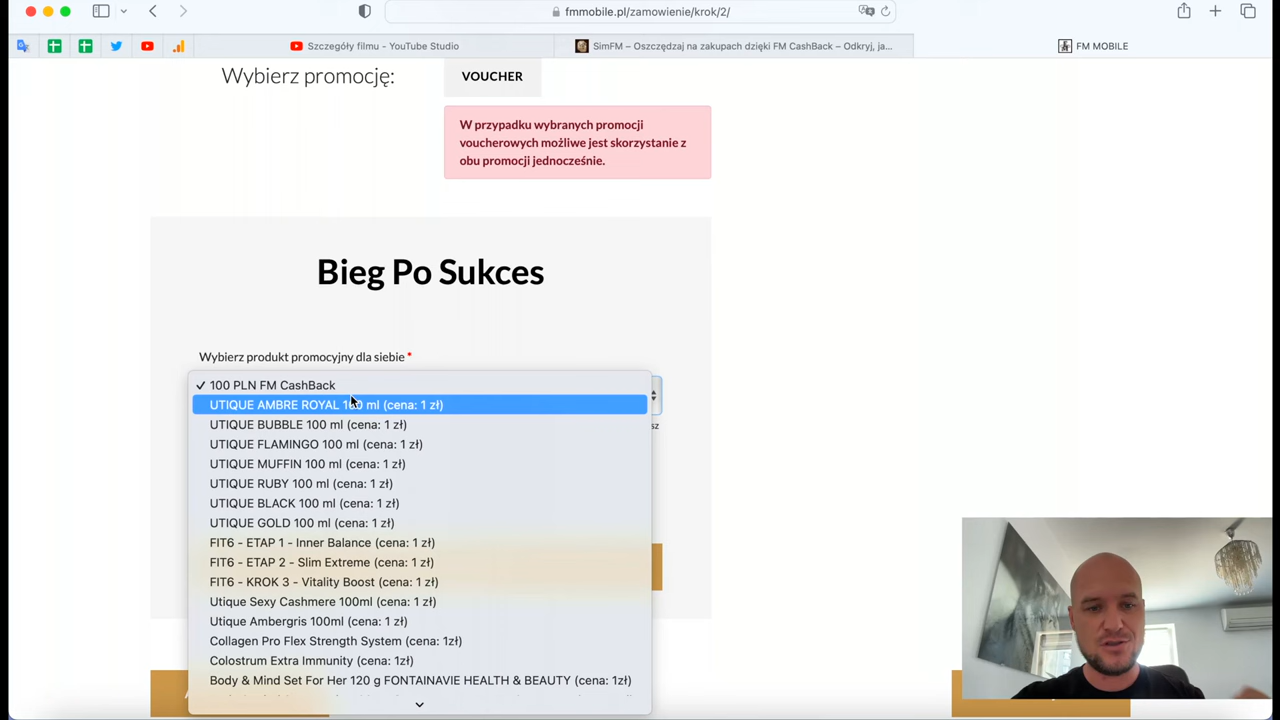 fmmobile.pl/zamowienie/krok/2/
Szczegóły filmu - YouTube Studio
SimFM – Oszczędzaj na zakupach dzięki FM CashBack – Odkryj, ja...
FM MOBILE
Wybierz promocję:
VOUCHER
W przypadku wybranych promocji
voucherowych możliwe jest skorzystanie z
obu promocji jednocześnie.
Bieg Po Sukces
Wybierz produkt promocyjny dla siebie *
✓ 100 PLN FM CashBack
UTIQUE AMBRE ROYAL 100 ml (cena: 1 zł)
UTIQUE BUBBLE 100 ml (cena: 1 zł)
sz
UTIQUE FLAMINGO 100 ml (cena: 1 zł)
UTIQUE MUFFIN 100 ml (cena: 1 zł)
UTIQUE RUBY 100 ml (cena: 1 zł)
UTIQUE BLACK 100 ml (cena: 1 zł)
UTIQUE GOLD 100 ml (cena: 1 zł)
FIT6 - ETAP 1 - Inner Balance (cena: 1 zł)
FIT6 - ETAP 2 - Slim Extreme (cena: 1 zł)
FIT6 - KROK 3 - Vitality Boost (cena: 1 zł)
Utique Sexy Cashmere 100ml (cena: 1 zł)
Utique Ambergris 100ml (cena: 1 zł)
Collagen Pro Flex Strength System (cena: 1zł)
Colostrum Extra Immunity (cena: 1zł)
Body & Mind Set For Her 120 g FONTAINAVIE HEALTH & BEAUTY (cena: 1zł)